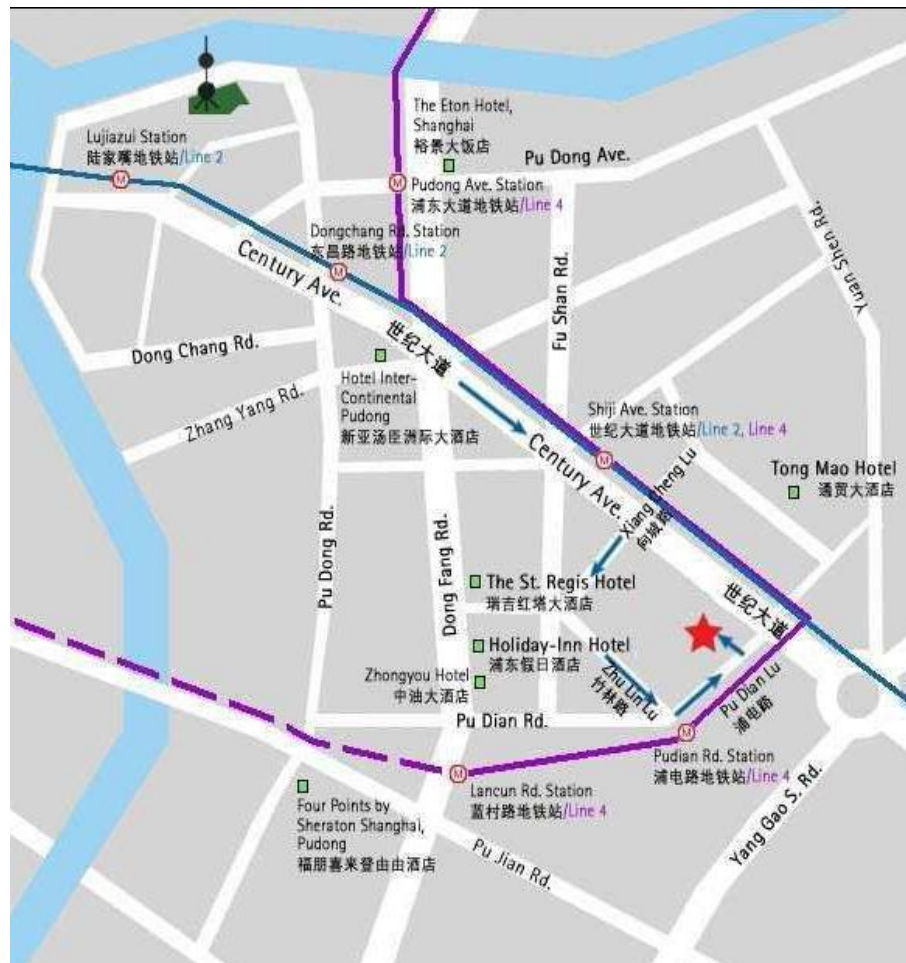 The Eton Hotel,
Shanghai
裕景大饭店
Lujiazui Station
陆家嘴地铁站/Line 2
Pu Dong Ave.
Pudong Ave. Station
浦东大道地铁站/Line 4
Yuan Shen Rd.
Dongchang Rd. Station
东昌路地铁站/Line 2
Century Ave.
Fu Shan Rd.
世纪大道
Dong Chang Rd.
Hotel Inter-
Continental
Pudong
新亚汤臣洲际大酒店
Zhang Yang Rd.
Shiji Ave. Station
世纪大道地铁站/Line 2, Line 4
Century Ave.
Xiang Cheng Lu
向城路
Tong Mao Hotel
通贸大酒店
Pu Dong Rd.
Dong Fang Rd.
The St. Regis Hotel
瑞吉红塔大酒店
世纪大道
Holiday-Inn Hotel
浦东假日酒店
Zhongyou Hotel
中油大酒店
Zhu Lin Lu
竹林路
Pu Dian Lu
浦电路
Pu Dian Rd.
Pudian Rd. Station
浦电路地铁站/Line 4
Lancun Rd. Station
蓝村路地铁站/Line 4
Four Points by
Sheraton Shanghai,
Pudong
福朋喜来登由由酒店
Pu Jian Rd.
Yang Gao S. Rd.
M
M
M
M
M
M